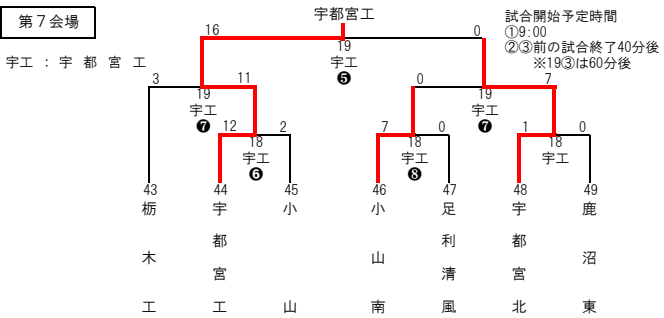 第7会場
宇都宮工
試合開始予定時間
①9:00
②③前の試合終了40分後
※19③は60分後
宇工 : 宇 都 宮 工
16
0
19
宇工
❺
3
11
0
7
19
宇工
❼
19
宇工
❼
12
2
7
0
1
0
18
宇工
❻
18
宇工
❽
18
宇工
43
44
45
46
47
48
49
栃木工
宇都宮工
小山
小山南
足利清風
宇都宮北
鹿沼東